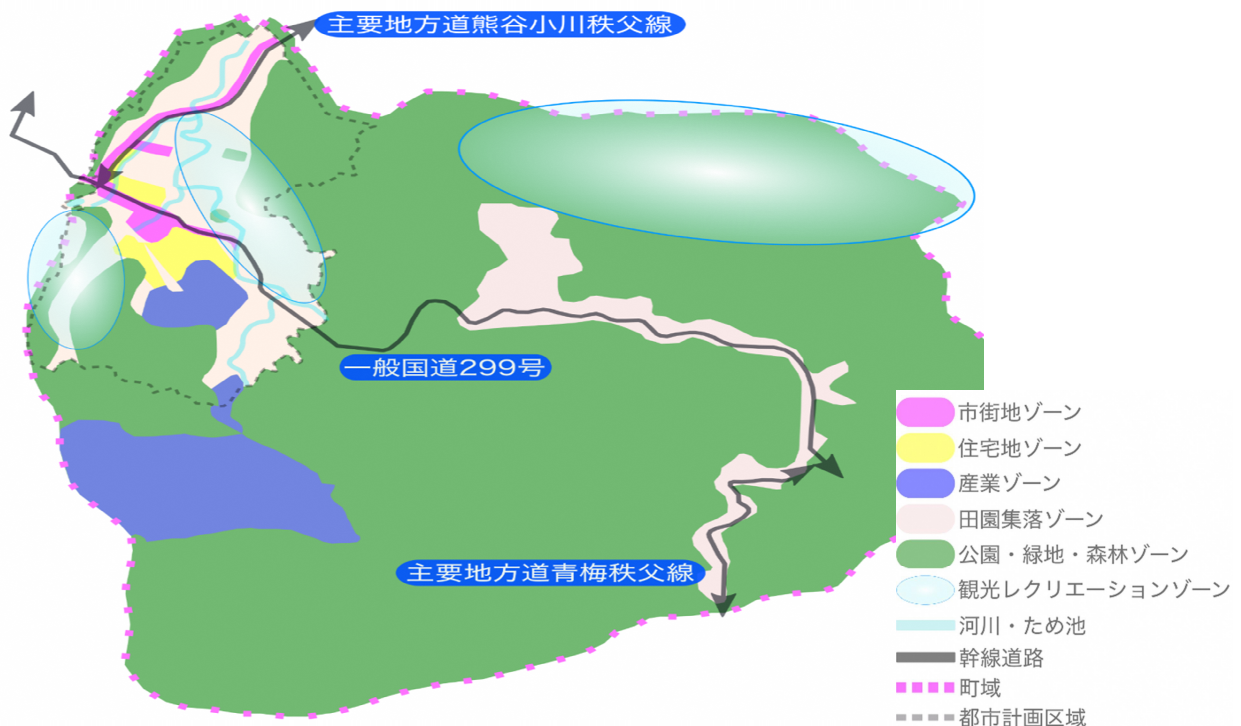 主要地方道熊谷小川秩父線
一般国道299号
主要地方道青梅秩父線
市街地ゾーン
住宅地ゾーン
産業ゾーン
田園集落ゾーン
公園・緑地・森林ゾーン
観光レクリエーションゾーン
河川・ため池
幹線道路
町域
都市計画区域